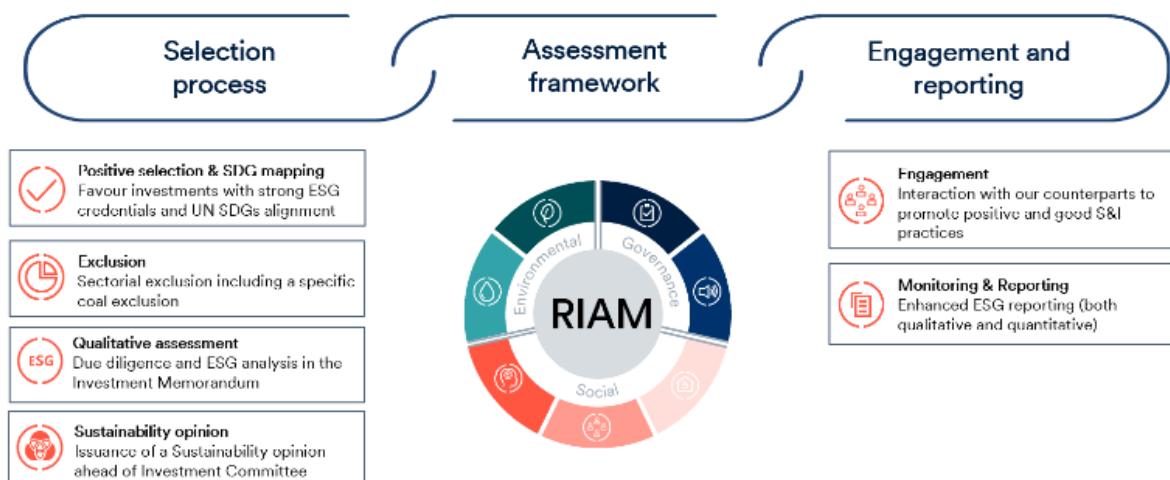 Selection
process
Assessment
framework
Engagement and
reporting
Positive selection & SDG mapping
Favour investments with strong ESG
credentials and UN SDGs alignment
Exclusion
Sectorial exclusion including a specific
coal exclusion
ESG
Qualitative assessment
Due diligence and ESG analysis in the
Investment Memorandum
Sustainability opinion
Issuance of a Sustainability opinion
ahead of Investment Committee
Environmental
Governance
RIAM
Social
Engagement
Interaction with our counterparts to
promote positive and good S&I
practices
Monitoring & Reporting
Enhanced ESG reporting (both
qualitative and quantitative)